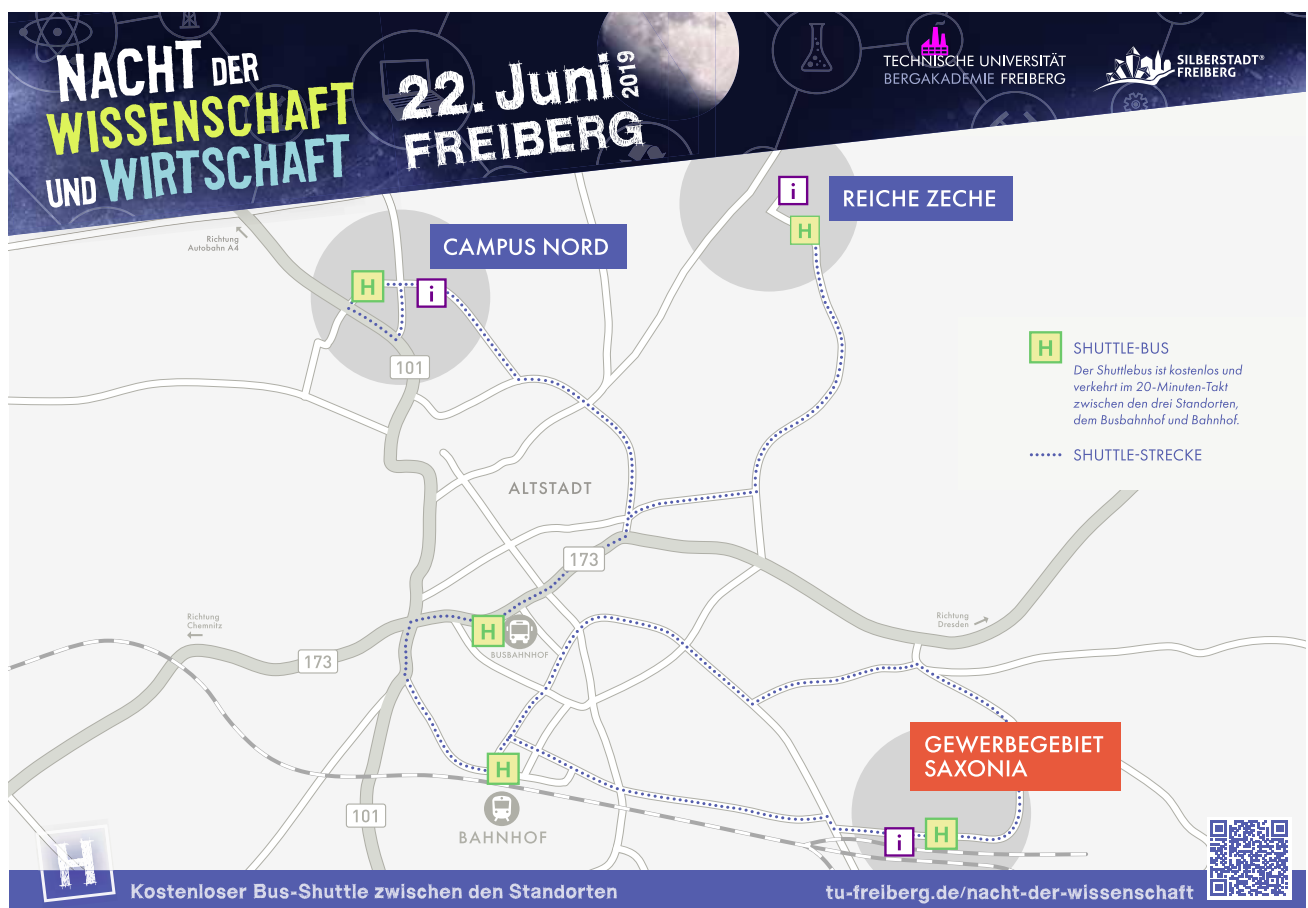 NACHT DER
WISSENSCHAFT
UND WIRTSCHAFT
22. Juni 2019
FREIBERG
TECHNISCHE UNIVERSITÄT
BERGAKADEMIE FREIBERG
SILBERSTADT®
FREIBERG
i
REICHE ZECHE
H
Richtung
Autobahn A4
CAMPUS NORD
H
i
101
H
SHUTTLE-BUS
Der Shuttlebus ist kostenlos und
verkehrt im 20-Minuten-Takt
zwischen den drei Standorten,
dem Busbahnhof und Bahnhof.
SHUTTLE-STRECKE
ALTSTADT
173
Richtung
Chemnitz
Richtung
Dresden
H
BUSBAHNHOF
173
GEWERBEGEBIET
SAXONIA
H
101
BAHNHOF
i
H
H
Kostenloser Bus-Shuttle zwischen den Standorten
tu-freiberg.de/nacht-der-wissenschaft